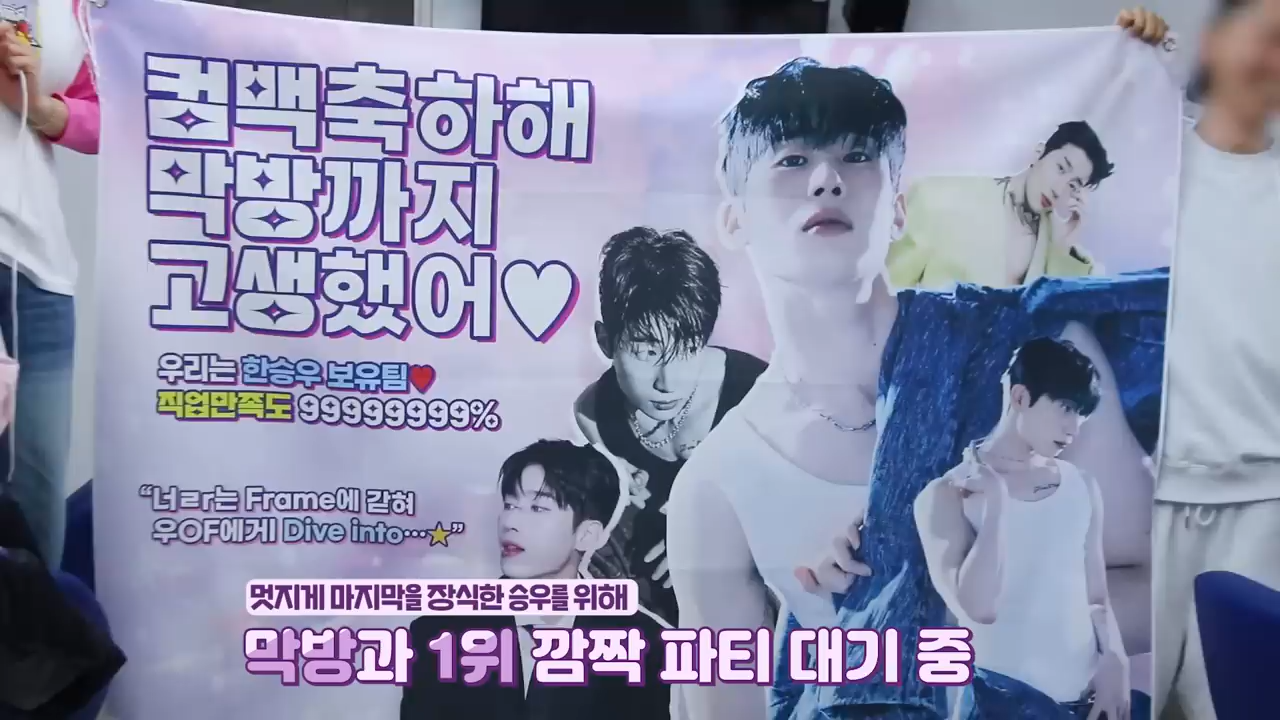 컴백축하해
막방까지
고생했어♡
우리는 한승우 보유팀♥
직업만족도 99999999%
“너ㄹr는 Frame에 갇혀
우OF에게 Dive into…★”
멋지게 마지막을 장식한 승우를 위해
막방과 1위 깜짝 파티 대기 중